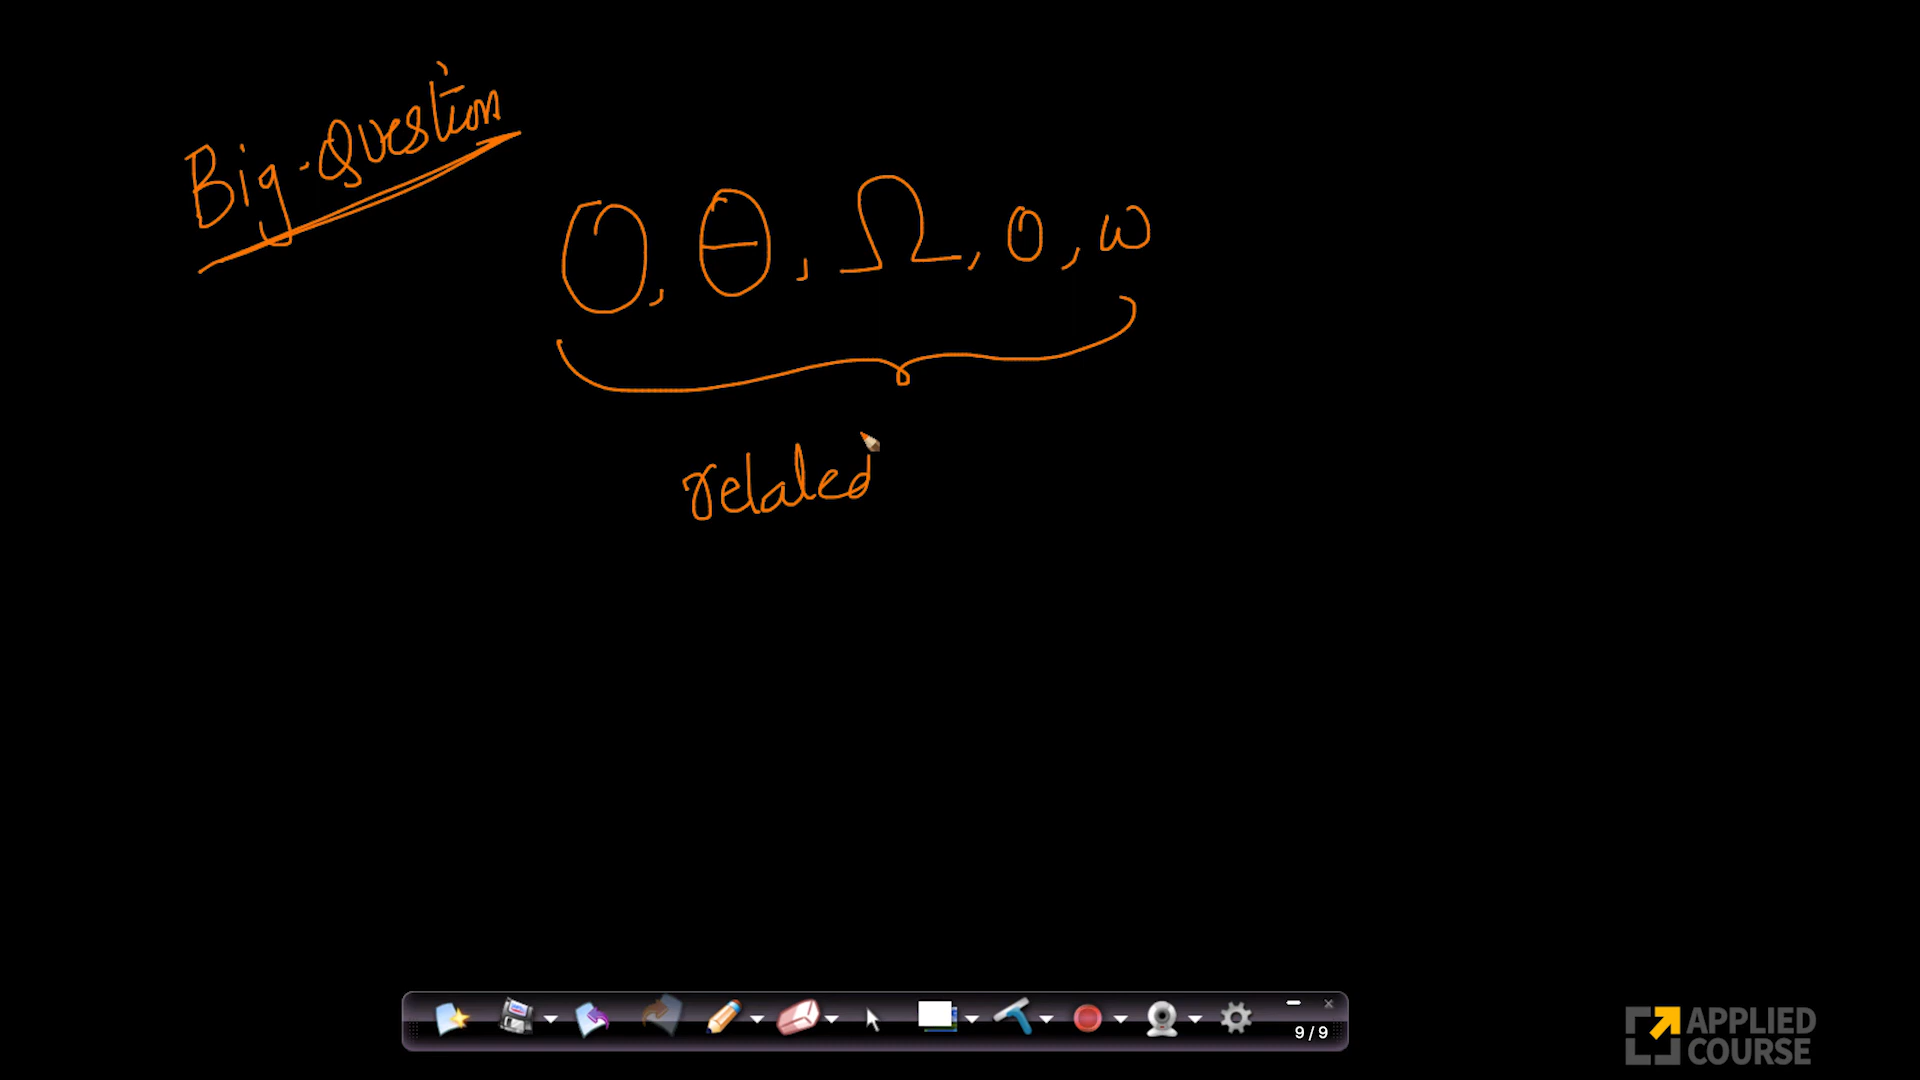 Big-Question
O, Θ, Ω, o, ω
related
9/9
APPLIED
COURSE